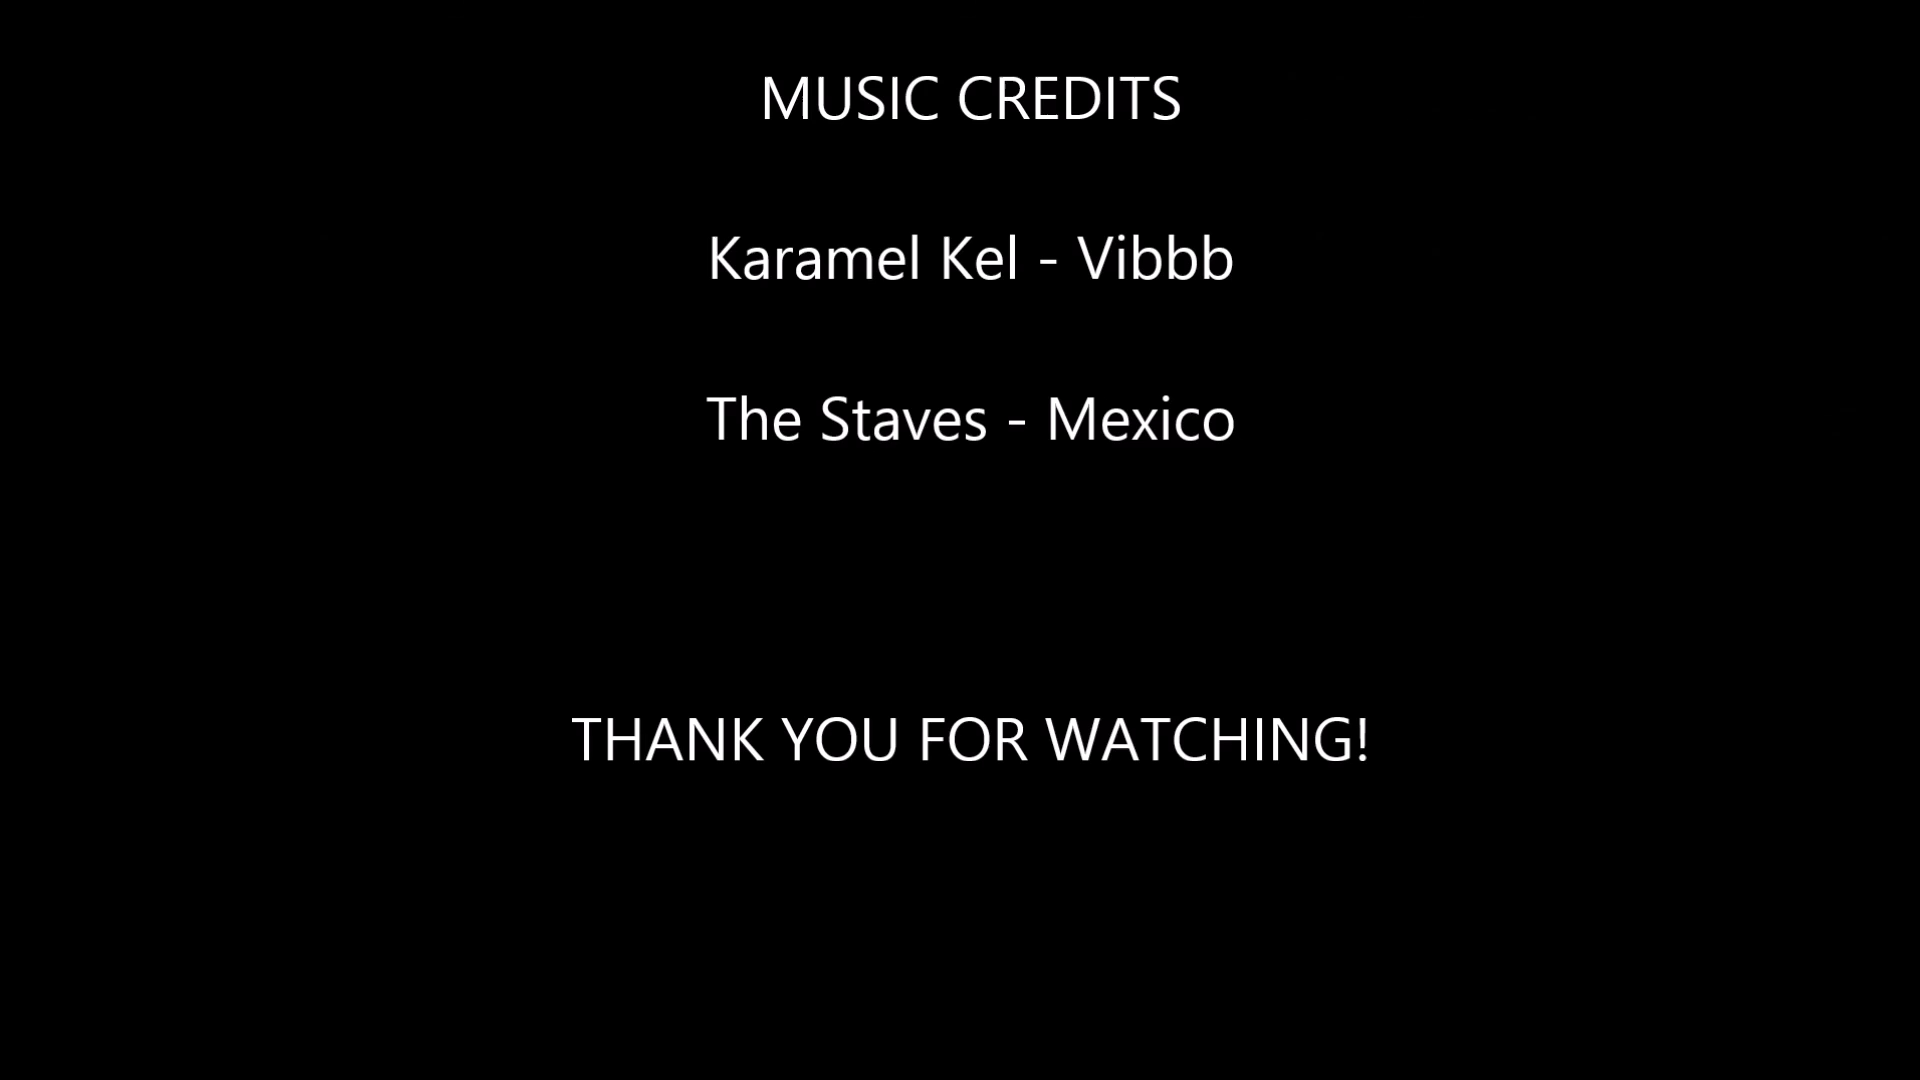 MUSIC CREDITS
Karamel Kel - Vibbb
The Staves - Mexico
THANK YOU FOR WATCHING!